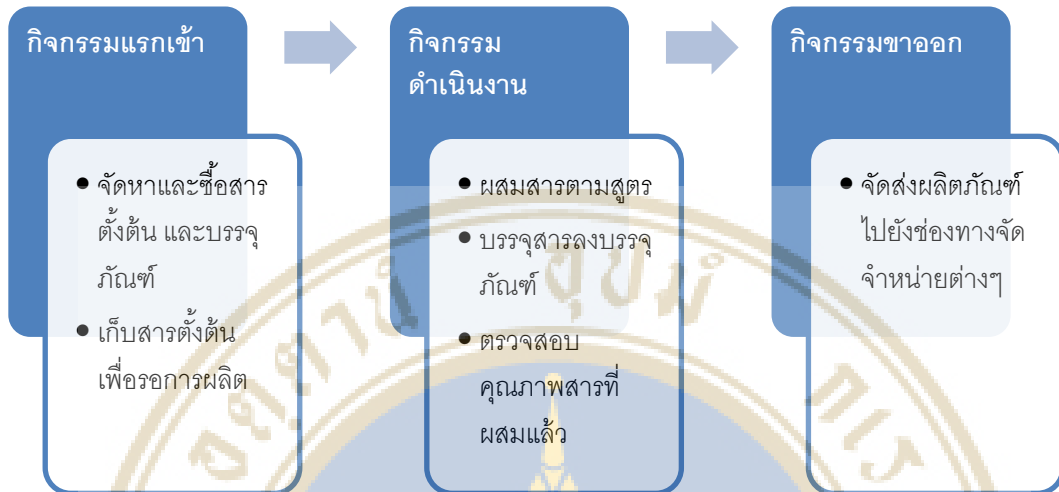 กิจกรรมแรกเข้า
• จัดหาและซื้อสาร
ตั้งต้น และบรรจุ
ภัณฑ์
• เก็บสารตั้งต้น
เพื่อรอการผลิต
กิจกรรม
ดำเนินงาน
• ผสมสารตามสูตร
• บรรจุสารลงบรรจุ
ภัณฑ์
• ตรวจสอบ
คุณภาพสารที่
ผสมแล้ว
กิจกรรมขาออก
• จัดส่งผลิตภัณฑ์
ไปยังช่องทางจัด
จำหน่ายต่างๆ